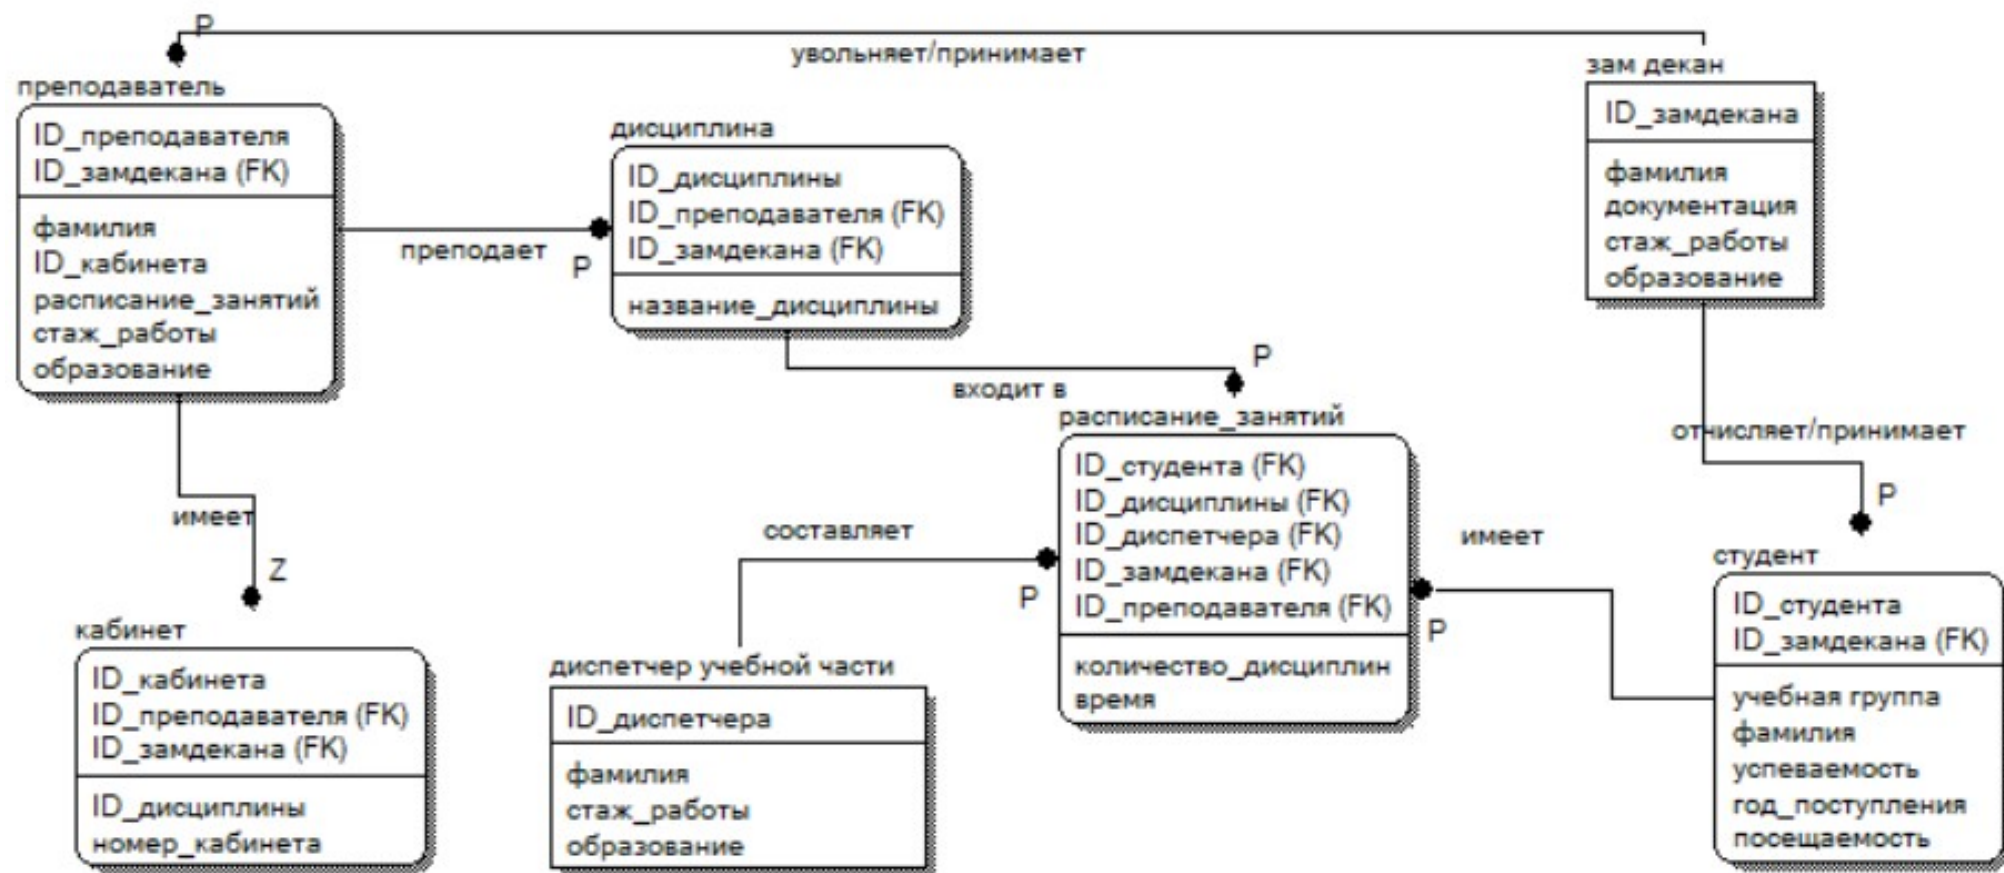 P
увольняет/принимает
зам декан
ID_замдекана
фамилия
документация
стаж_работы
образование
преподаватель
ID_преподавателя
ID_замдекана (FK)
фамилия
ID_кабинета
расписание_занятий
стаж_работы
образование
преподает
P
дисциплина
ID_дисциплины
ID_преподавателя (FK)
ID_замдекана (FK)
название_дисциплины
входит в
P
расписание_занятий
ID_студента (FK)
ID_дисциплины (FK)
ID_диспетчера (FK)
ID_замдекана (FK)
ID_преподавателя (FK)
количество_дисциплин
время
отчисляет/принимает
P
имеет
Z
кабинет
ID_кабинета
ID_преподавателя (FK)
ID_замдекана (FK)
ID_дисциплины
номер_кабинета
составляет
P
диспетчер учебной части
ID_диспетчера
фамилия
стаж_работы
образование
имеет
P
студент
ID_студента
ID_замдекана (FK)
учебная группа
фамилия
успеваемость
год_поступления
посещаемость